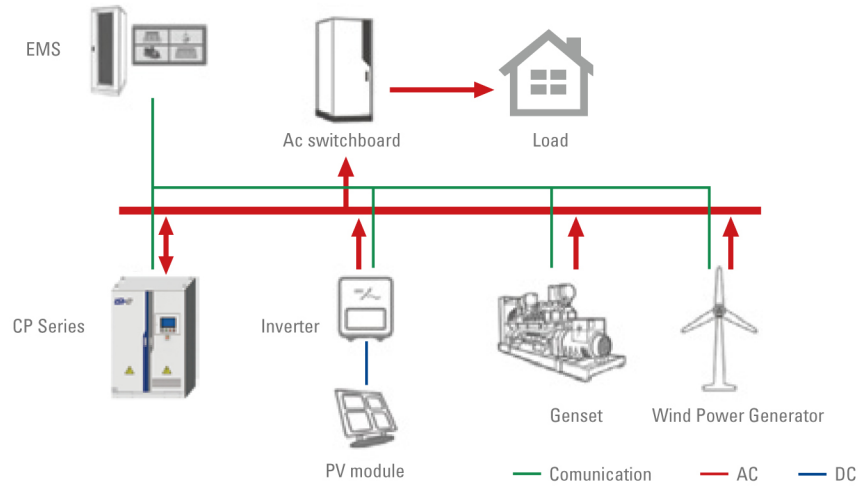 EMS
Ac switchboard
Load
CP Series
Inverter
Genset
Wind Power Generator
PV module
Comunication
AC
DC